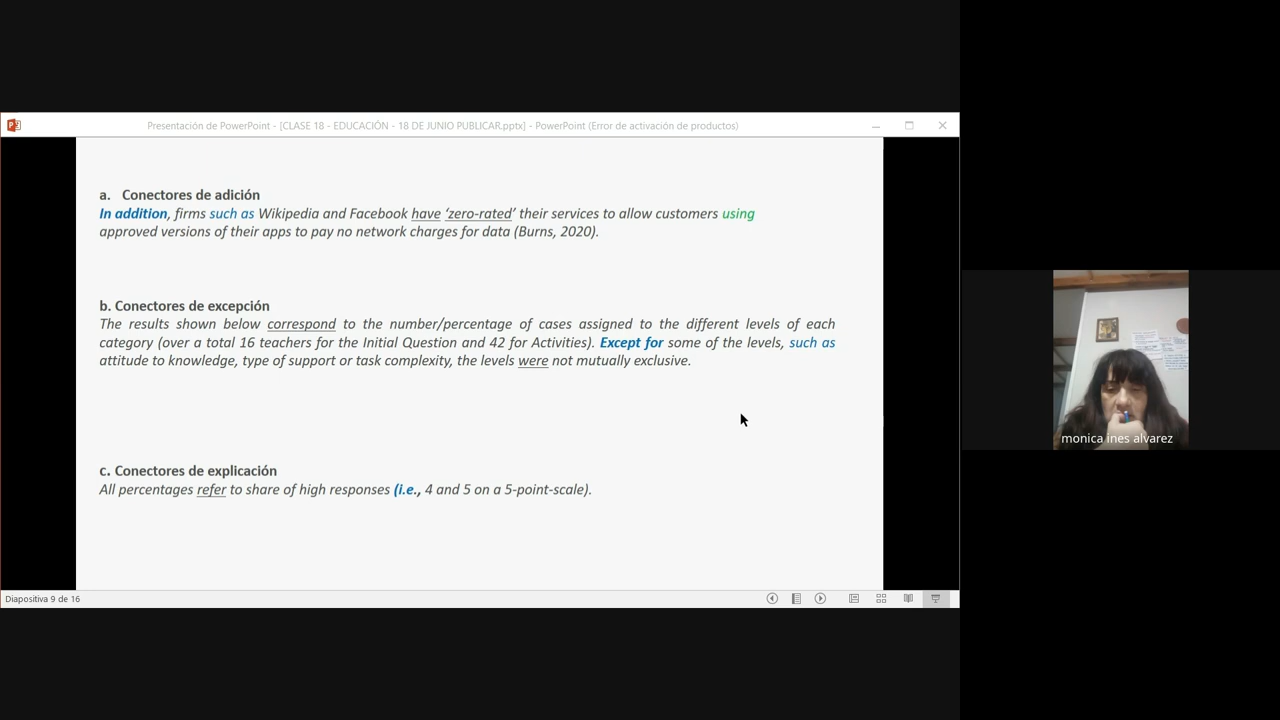 Presentación de PowerPoint - [CLASE 18 - EDUCACIÓN - 18 DE JUNIO PUBLICAR.pptx] - PowerPoint (Error de activación de productos)
a. Conectores de adición
In addition, firms such as Wikipedia and Facebook have ‘zero-rated’ their services to allow customers using
approved versions of their apps to pay no network charges for data (Burns, 2020).
b. Conectores de excepción
The results shown below correspond to the number/percentage of cases assigned to the different levels of each
category (over a total 16 teachers for the Initial Question and 42 for Activities). Except for some of the levels, such as
attitude to knowledge, type of support or task complexity, the levels were not mutually exclusive.
c. Conectores de explicación
All percentages refer to share of high responses (i.e., 4 and 5 on a 5-point-scale).
Diapositiva 9 de 16
monica ines alvarez